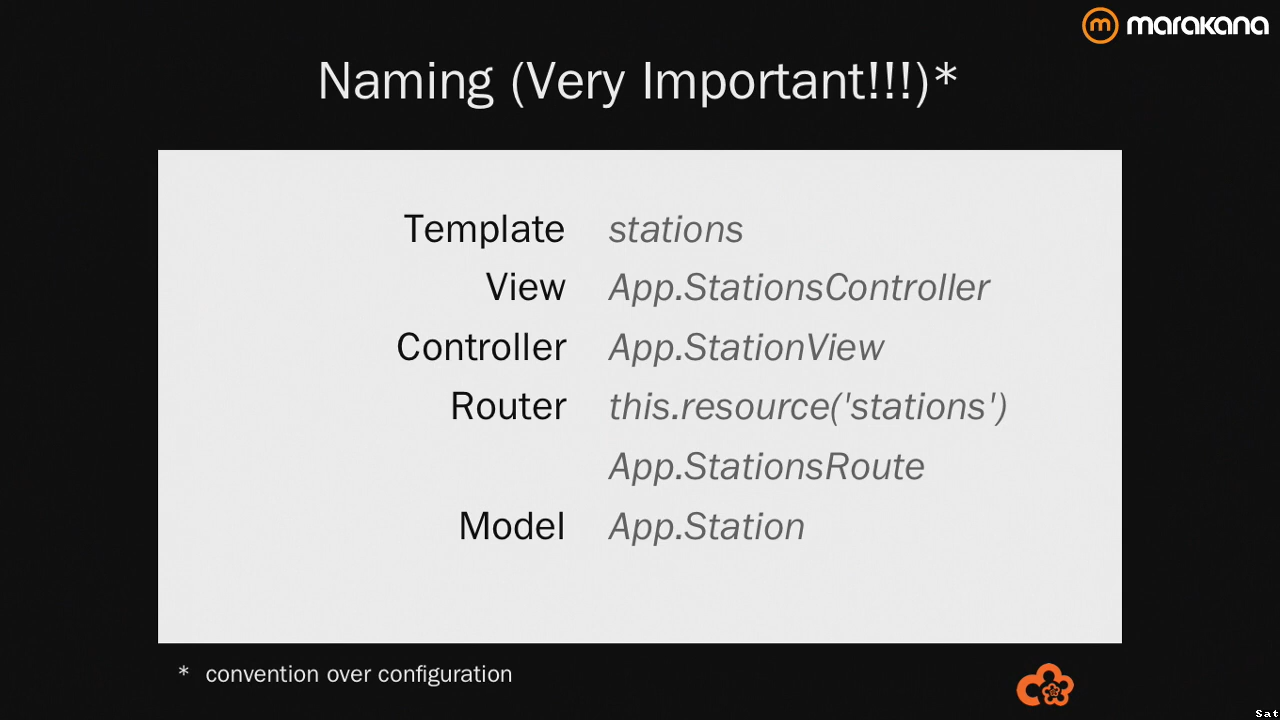 marakana
Naming (Very Important!!!)*
Template stations
View App.StationsController
Controller App.StationView
Router this.resource('stations')
App.StationsRoute
Model App.Station
* convention over configuration
Sat